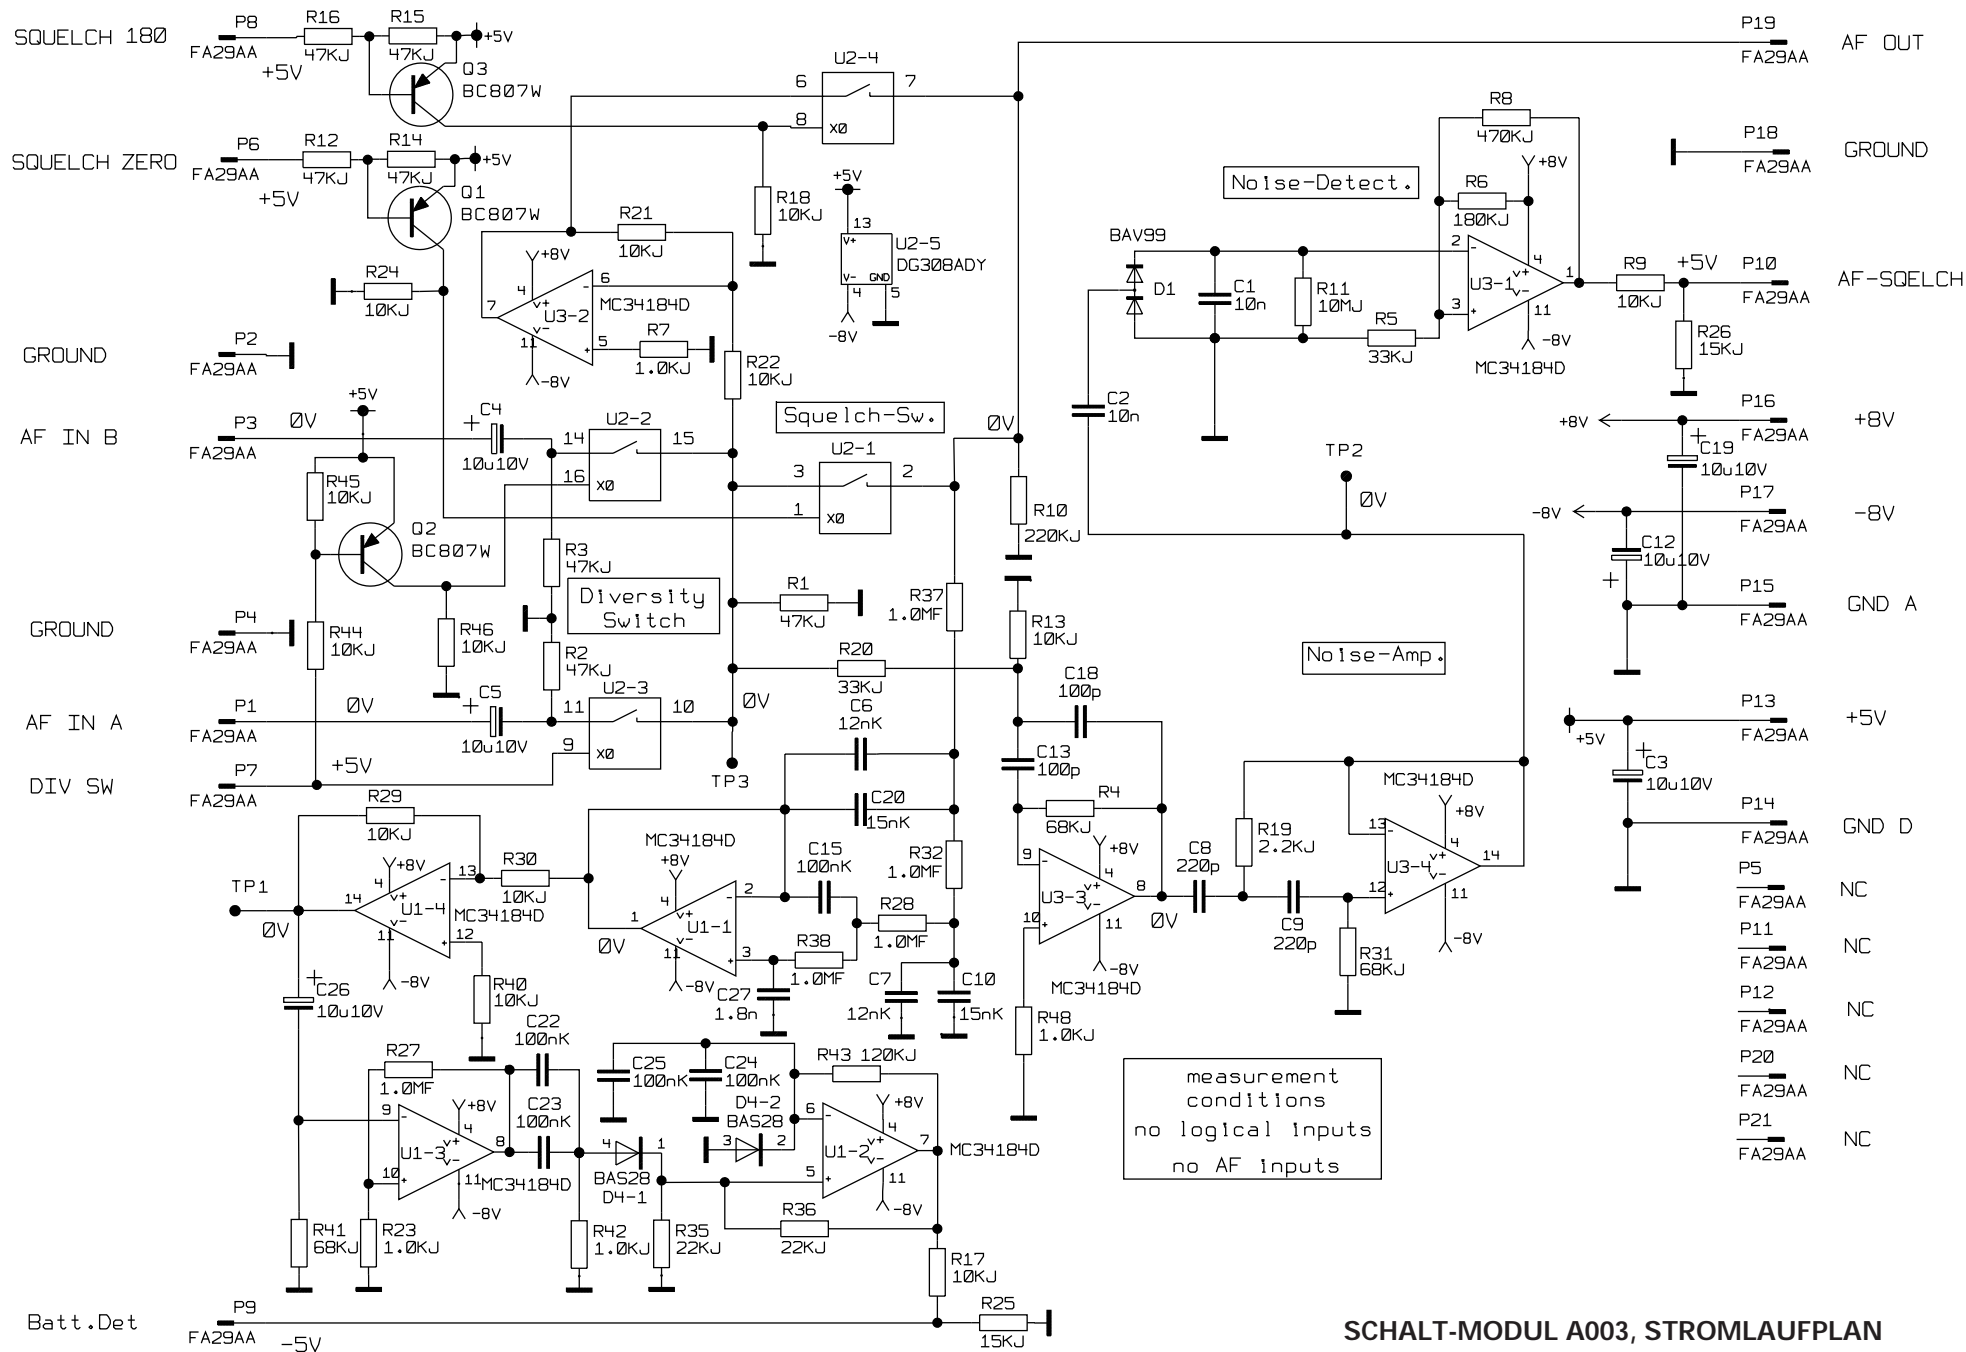 SQUELCH 180
P8
FA29AA
R16
47KJ
+5V
R15
47KJ
+5V
Q3
BC807W
SQUELCH ZERO
P6
FA29AA
R12
47KJ
+5V
R14
47KJ
+5V
Q1
BC807W
R24
10KJ
GROUND
P2
FA29AA
AF IN B
P3
FA29AA
0V
+5V
C4
+
10u10V
R45
10KJ
Q2
BC807W
GROUND
P4
FA29AA
R44
10KJ
R46
10KJ
AF IN A
P1
FA29AA
0V
C5
+
10u10V
DIV SW
P7
FA29AA
+5V
U2-4
6
7
8
X0
R18
10KJ
+5V
13
V+
V-
GND
4
5
-8V
U2-5
DG308ADY
R21
10KJ
+8V
4
6
-
7
V+
V-
U3-2
11
5
+
-8V
MC34184D
R7
1.0KJ
R22
10KJ
Squelch-Sw.
U2-2
14
15
16
X0
U2-1
3
2
1
X0
R3
47KJ
Diversity
Switch
R2
47KJ
U2-3
11
10
9
X0
R1
47KJ
R20
33KJ
0V
TP3
0V
R10
220KJ
R37
1.0MF
R13
10KJ
C6
12nK
C20
15nK
C18
100p
C13
100p
R4
68KJ
P19
FA29AA
AF OUT
P18
FA29AA
GROUND
Noise-Detect.
R8
470KJ
R6
180KJ
+8V
BAV99
D1
C1
10n
R11
10MJ
R5
33KJ
2
-
3
+
U3-1
V+
V-
4
11
1
-8V
MC34184D
R9
10KJ
+5V
R26
15KJ
P10
FA29AA
AF-SQELCH
C2
10n
TP2
0V
P16
FA29AA
+8V
+8V
+
C19
10u10V
P17
FA29AA
-8V
-8V
C12
10u10V
+
P15
FA29AA
GND A
Noise-Amp.
P13
FA29AA
+5V
+5V
+
C3
10u10V
P14
FA29AA
GND D
P5
FA29AA
NC
P11
FA29AA
NC
P12
FA29AA
NC
P20
FA29AA
NC
P21
FA29AA
NC
R29
10KJ
TP1
0V
14
+8V
4
V+
V-
U1-4
11
-8V
13
-
12
+
MC34184D
R30
10KJ
R40
10KJ
+
C26
10u10V
MC34184D
+8V
4
V+
V-
U1-1
11
-8V
1
0V
2
-
3
+
C15
100nK
R38
1.0MF
R28
1.0MF
R32
1.0MF
C27
1.8n
C7
12nK
C10
15nK
9
-
10
+
+8V
4
V+
V-
U3-3
11
-8V
8
0V
MC34184D
R48
1.0KJ
C8
220p
R19
2.2KJ
C9
220p
R31
68KJ
MC34184D
+8V
13
-
12
+
4
V+
V-
U3-4
11
14
-8V
R27
1.0MF
9
-
10
+
+8V
4
V+
V-
U1-3
8
11
-8V
MC34184D
C22
100nK
C23
100nK
R41
68KJ
R23
1.0KJ
C25
100nK
C24
100nK
D4-2
BAS28
3
2
4
1
BAS28
D4-1
R42
1.0KJ
R35
22KJ
R43 120KJ
6
-
5
+
+8V
4
V+
V-
U1-2
7
11
-8V
MC34184D
R36
22KJ
R17
10KJ
R25
15KJ
Batt.Det
P9
FA29AA
-5V
measurement
conditions
no logical inputs
no AF inputs
SCHALT-MODUL A003, STROMLAUFPLAN